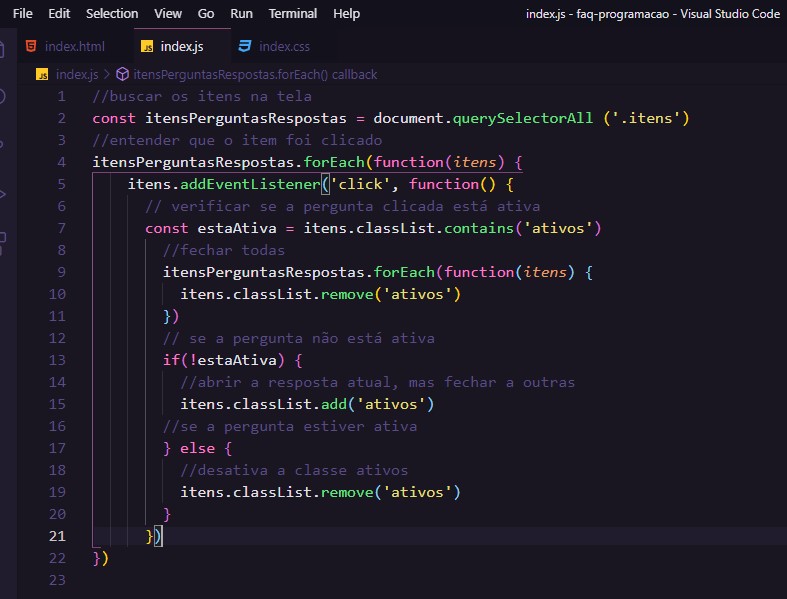 File Edit Selection View Go Run Terminal Help index.js - faq-programacao - Visual Studio Code
index.html JS index.js index.css
JS index.js > itensPerguntasRespostas.forEach() callback
1 //buscar os itens na tela
2 const itensPerguntasRespostas = document.querySelectorAll ('.itens')
3 //entender que o item foi clicado
4 itensPerguntasRespostas.forEach(function(itens) {
5 itens.addEventListener('click', function() {
6 // verificar se a pergunta clicada está ativa
7 const estaAtiva = itens.classList.contains('ativos')
8 //fechar todas
9 itensPerguntasRespostas.forEach(function(itens) {
10 itens.classList.remove('ativos')
11 })
12 // se a pergunta não está ativa
13 if(!estaAtiva) {
14 //abrir a resposta atual, mas fechar a outras
15 itens.classList.add('ativos')
16 //se a pergunta estiver ativa
17 } else {
18 //desativa a classe ativos
19 itens.classList.remove('ativos')
20 }
21 })
22 })
23